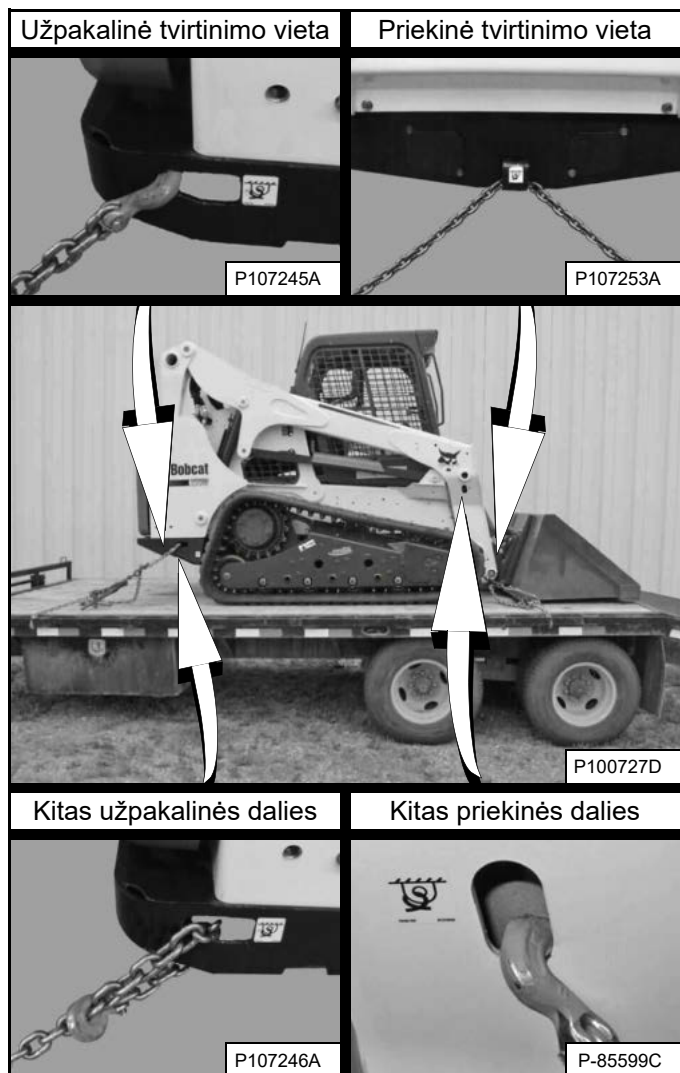 Užpakalinė tvirtinimo vieta
Priekinė tvirtinimo vieta
P107245A
P107253A
Bobcat
P100727D
Kitas užpakalinės dalies
Kitas priekinės dalies
P107246A
P-85599C